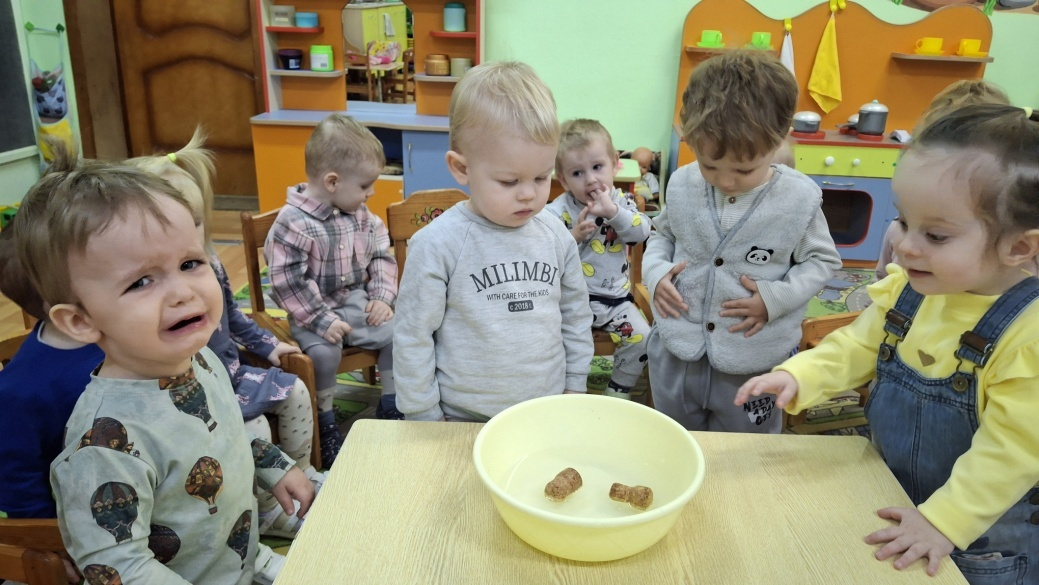 MILIMBI
WITH CARE FOR THE KIDS
2018